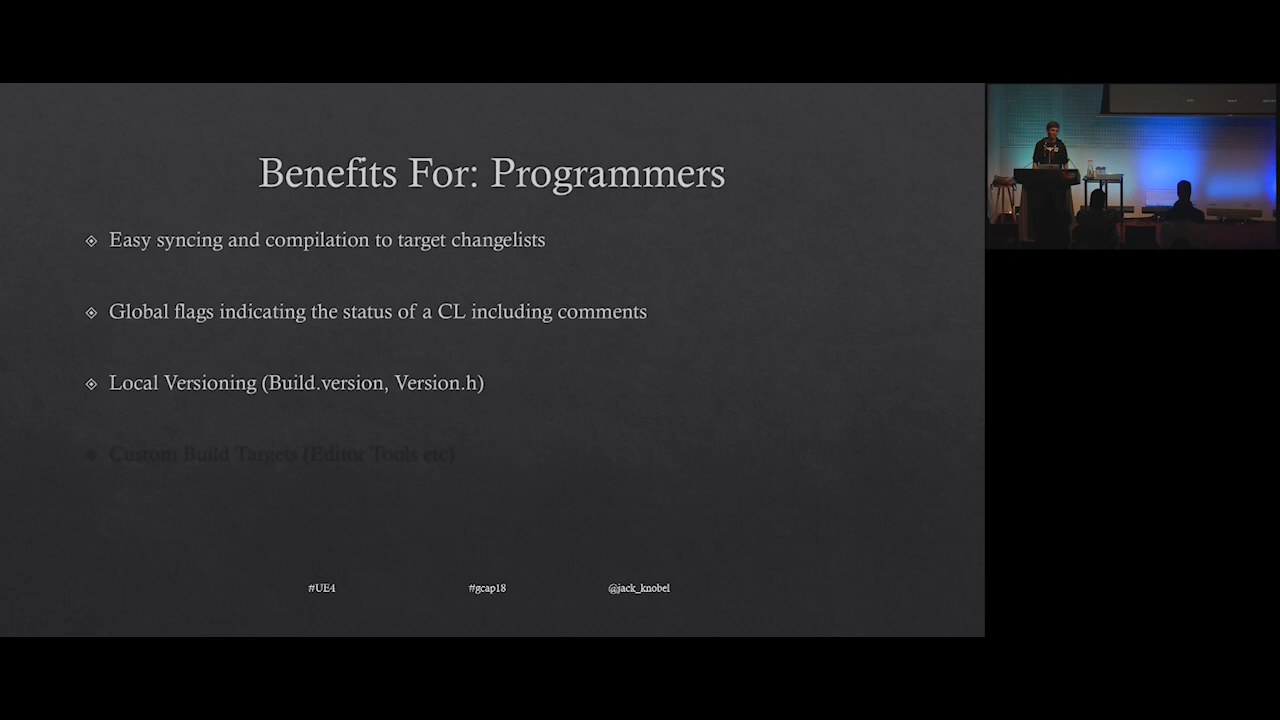 Benefits For: Programmers
Easy syncing and compilation to target changelists
Global flags indicating the status of a CL including comments
Local Versioning (Build.version, Version.h)
Custom Build Targets (Editor Tools etc)
#UE4 #gcap18 @jack_knobel